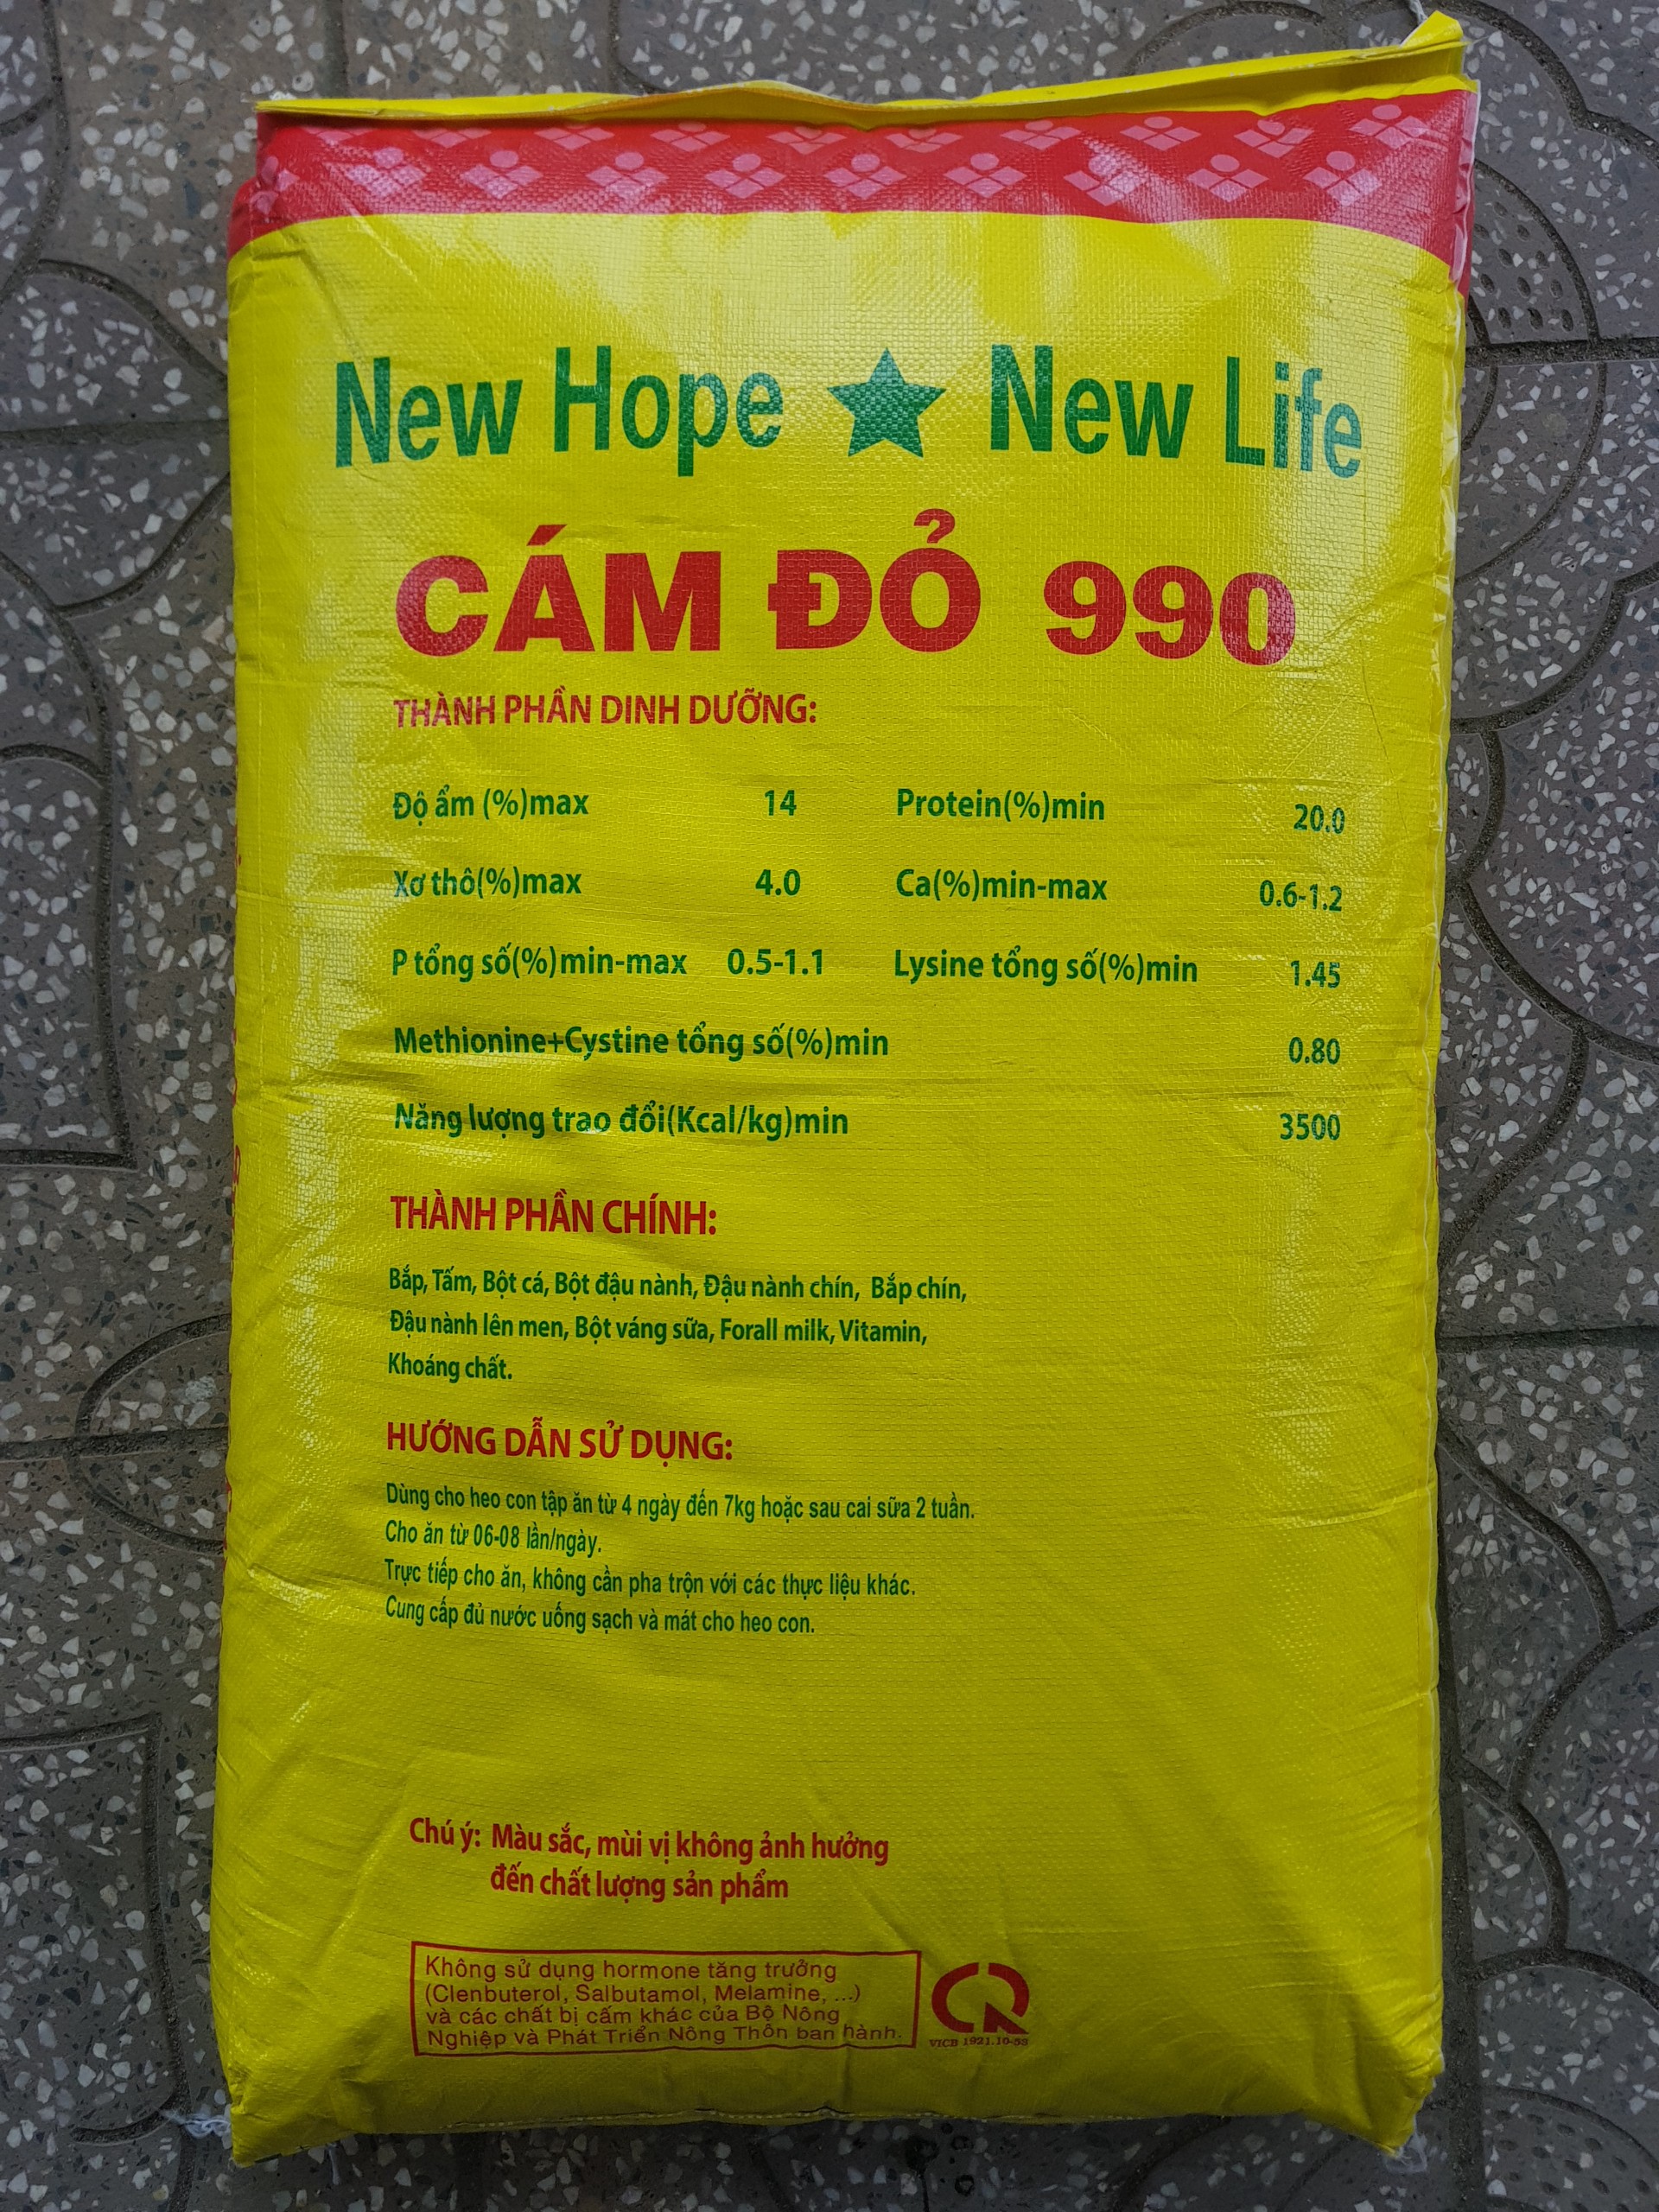 New Hope ★ New Life
CÁM ĐỎ 990
THÀNH PHẦN DINH DƯỠNG:
Độ ẩm (%)max 14 Protein(%)min 20.0
Xơ thô(%)max 4.0 Ca(%)min-max 0.6-1.2
P tổng số(%)min-max 0.5-1.1 Lysine tổng số(%)min 1.45
Methionine+Cystine tổng số(%)min 0.80
Năng lượng trao đổi(Kcal/kg)min 3500
THÀNH PHẦN CHÍNH:
Bắp, Tấm, Bột cá, Bột đậu nành, Đậu nành chín, Bắp chín,
Đậu nành lên men, Bột váng sữa, Forall milk, Vitamin,
Khoáng chất.
HƯỚNG DẪN SỬ DỤNG:
Dùng cho heo con tập ăn từ 4 ngày đến 7kg hoặc sau cai sữa 2 tuần.
Cho ăn từ 06-08 lần/ngày.
Trực tiếp cho ăn, không cần pha trộn với các thực liệu khác.
Cung cấp đủ nước uống sạch và mát cho heo con.
Chú ý: Màu sắc, mùi vị không ảnh hưởng
đến chất lượng sản phẩm
Không sử dụng hormone tăng trưởng
(Clenbuterol, Salbutamol, Melamine, ...)
và các chất bị cấm khác của Bộ Nông
Nghiệp và Phát Triển Nông Thôn ban hành.
VICB 1921.16-53